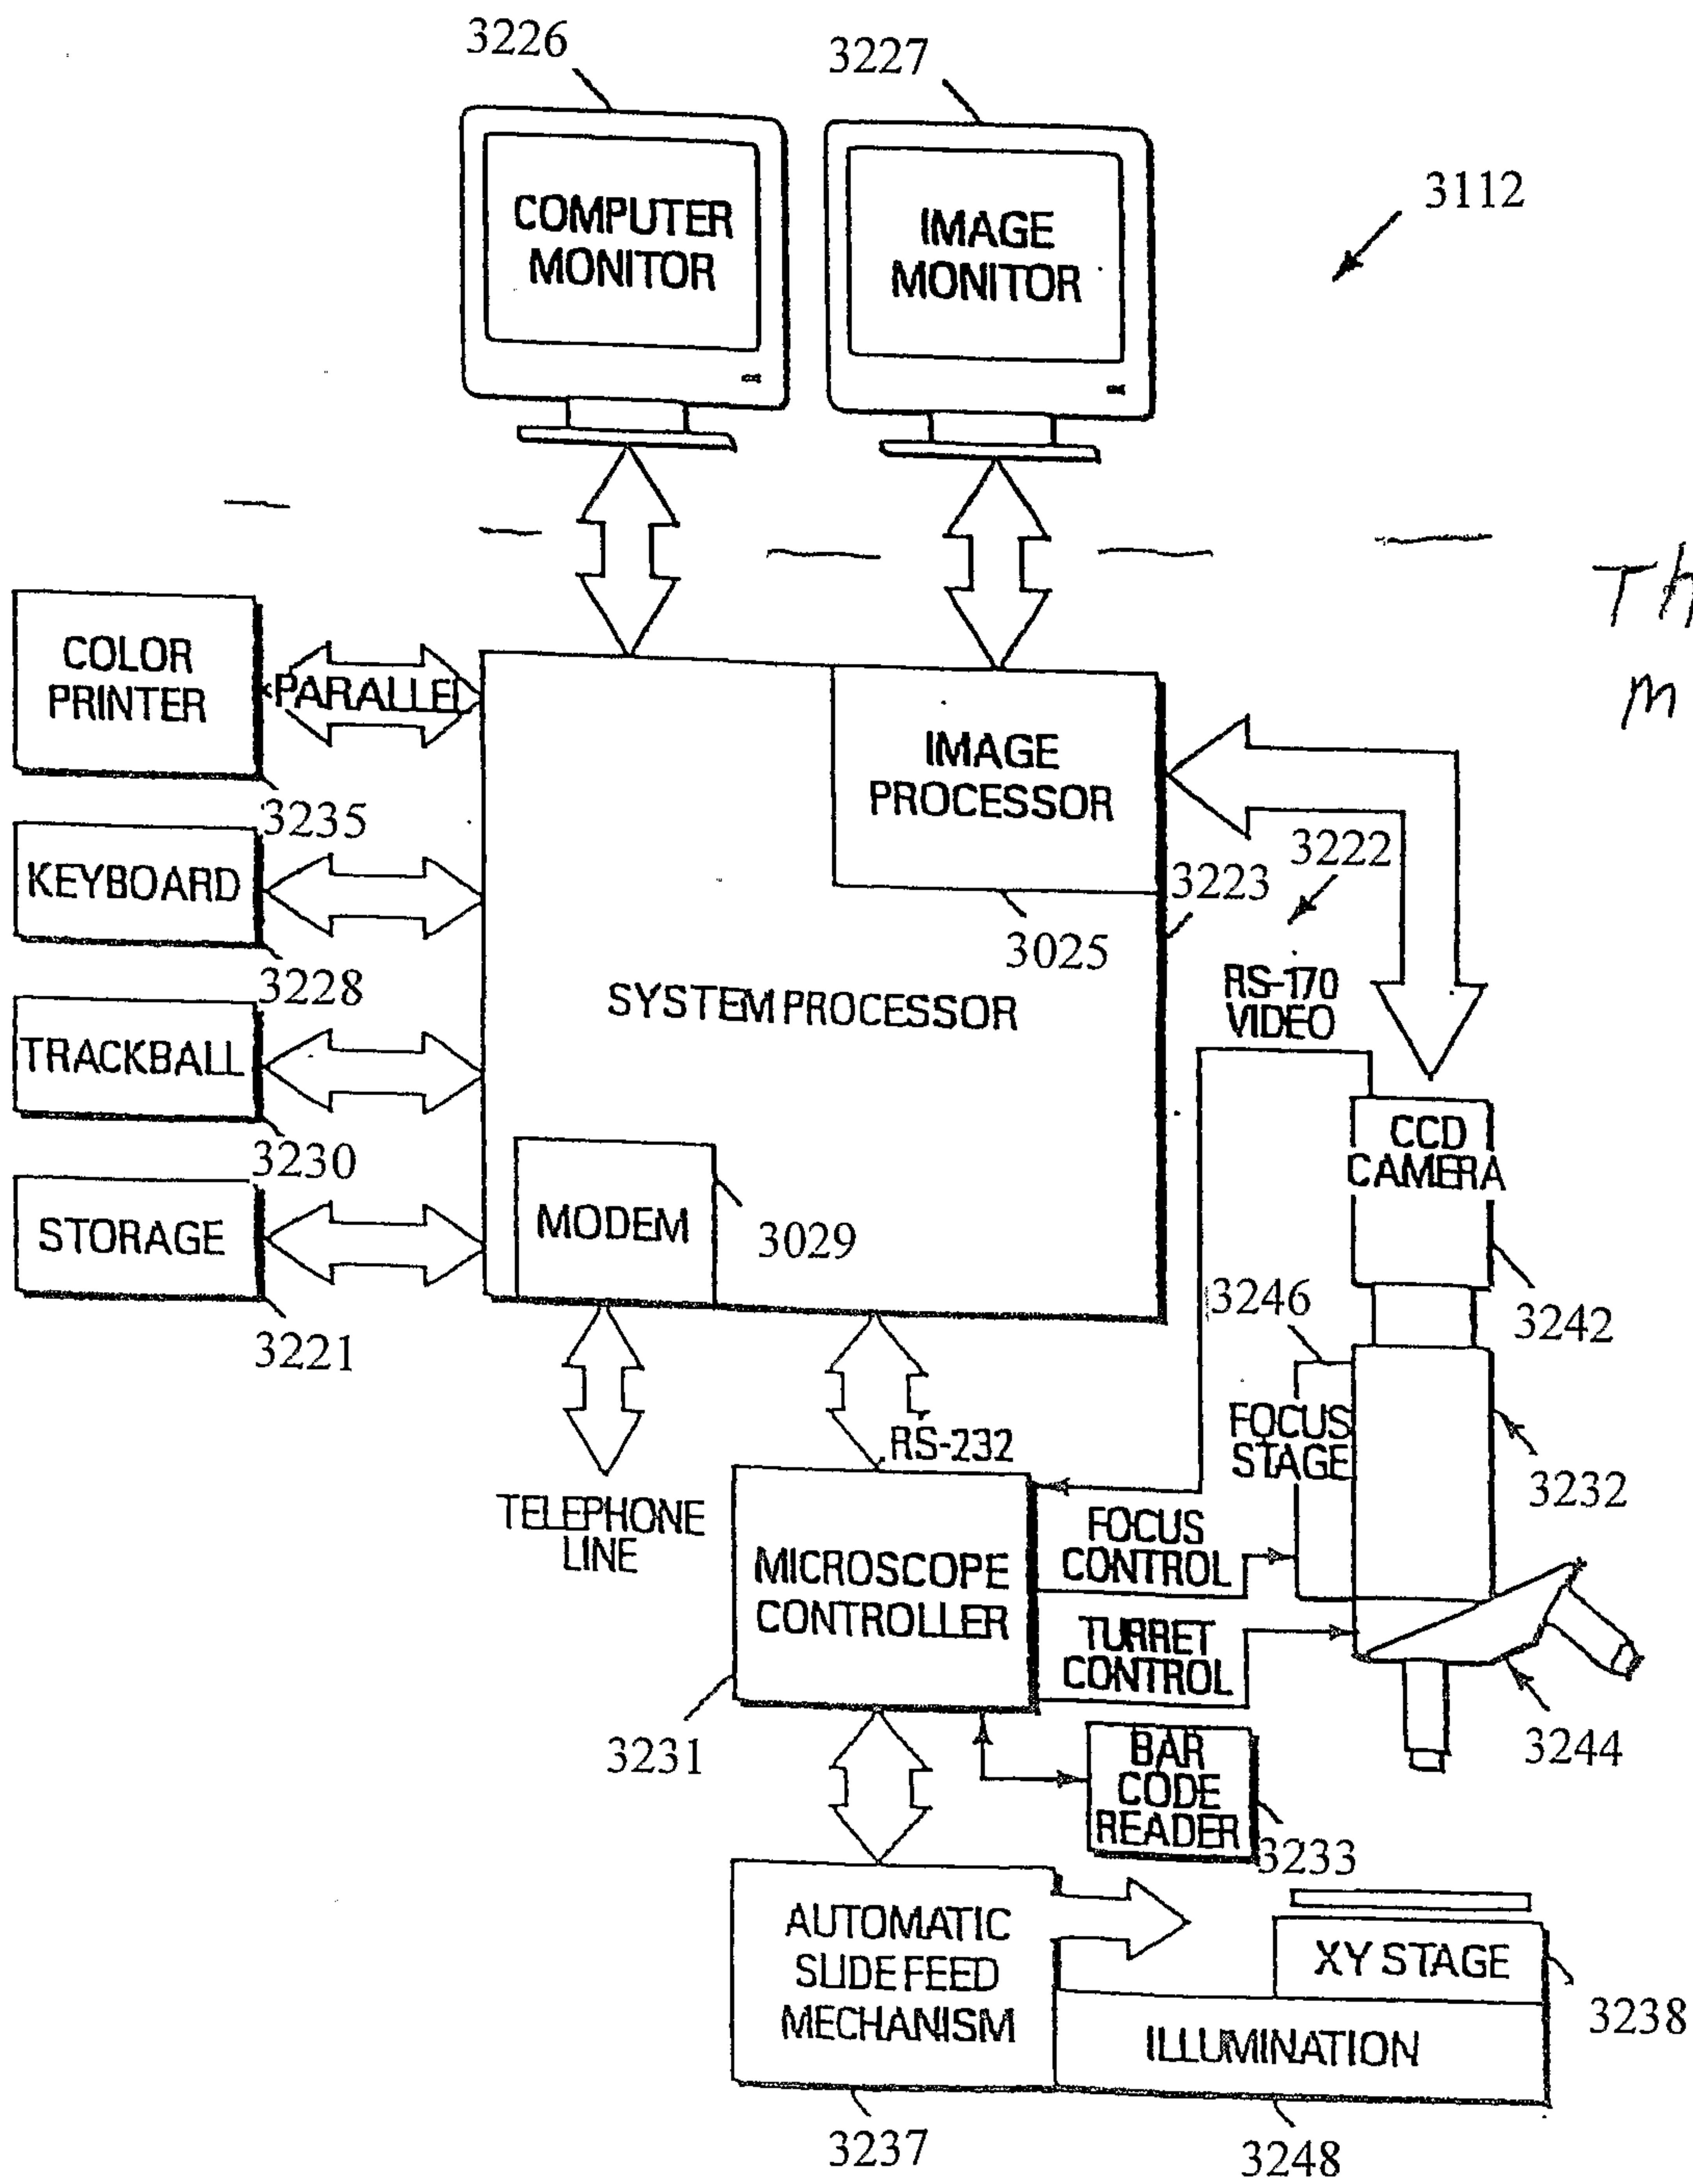 3226
3227
3112
COMPUTER
MONITOR
IMAGE
MONITOR
Th
m
COLOR
PRINTER
PARALLEL
3235
IMAGE
PROCESSOR
3222
3223
3025
KEYBOARD
3228
SYSTEM PROCESSOR
RS-170
VIDEO
TRACKBALL
3230
CCD
CAMERA
STORAGE
3221
MODEM
3029
3246
3242
FOCUS
STAGE
3232
RS-232
TELEPHONE
LINE
MICROSCOPE
CONTROLLER
3231
FOCUS
CONTROL
TURRET
CONTROL
3244
BAR
CODE
READER
3233
AUTOMATIC
SLIDE FEED
MECHANISM
3237
XY STAGE
3238
ILLUMINATION
3248